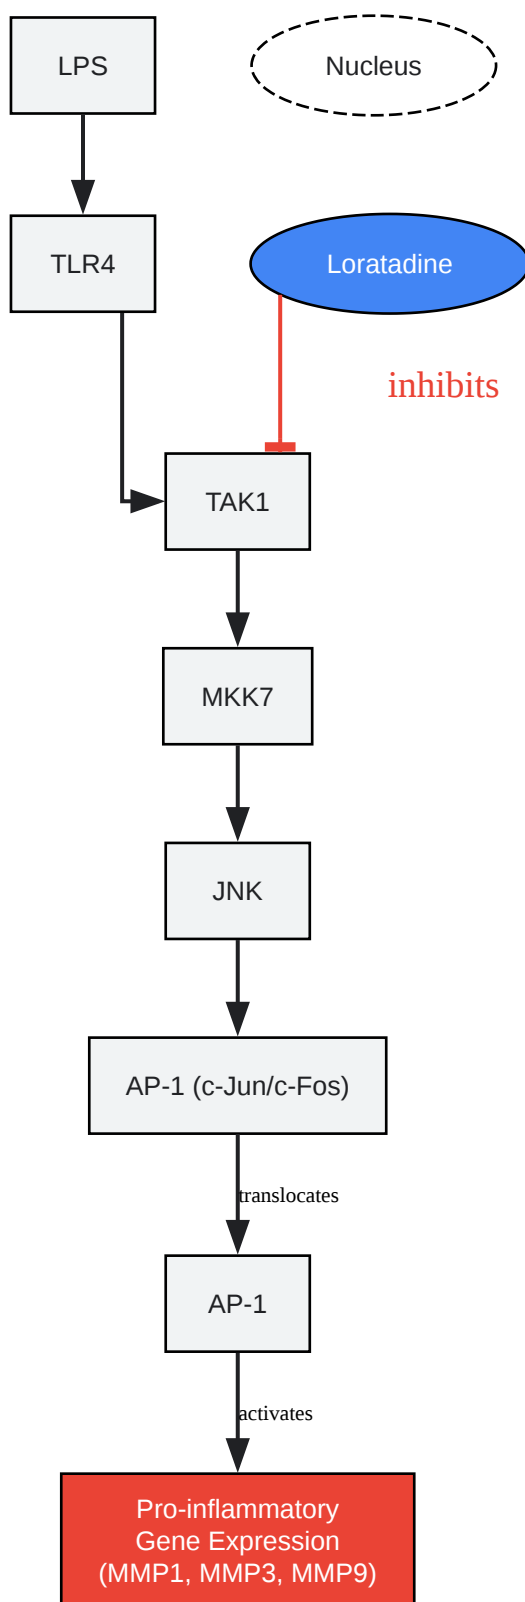 LPS
Nucleus
TLR4
Loratadine
inhibits
TAK1
MKK7
JNK
AP-1 (c-Jun/c-Fos)
translocates
AP-1
activates
Pro-inflammatory
Gene Expression
(MMP1, MMP3, MMP9)